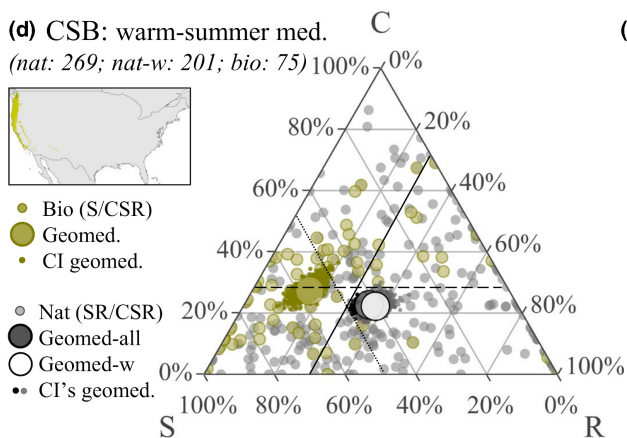 (d) CSB: warm-summer med.
(nat: 269; nat-w: 201; bio: 75)
(
C
0%
100%
20%
80%
40%
60%
60%
40%
80%
20%
100%
0%
S
100%
80%
60%
40%
20%
0%
R
Bio (S/CSR)
Geomed.
CI geomed.
Nat (SR/CSR)
Geomed-all
Geomed-w
CI's geomed.